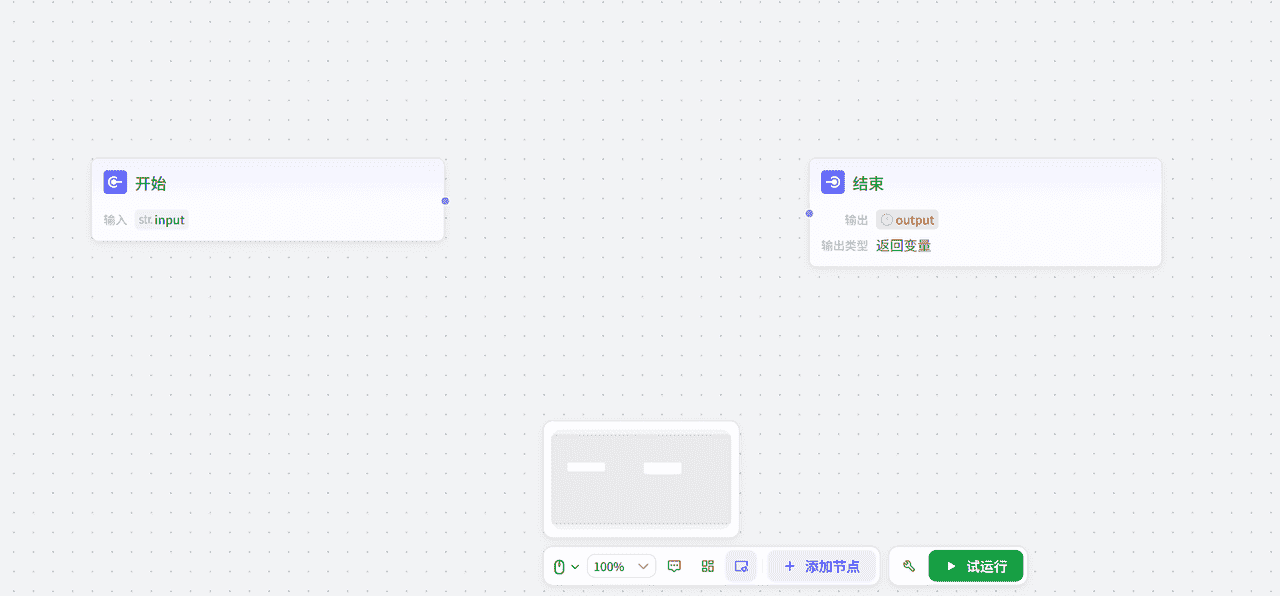 开始
输入 str. input
结束
输出 output
输出类型 返回变量
100%
添加节点
试运行